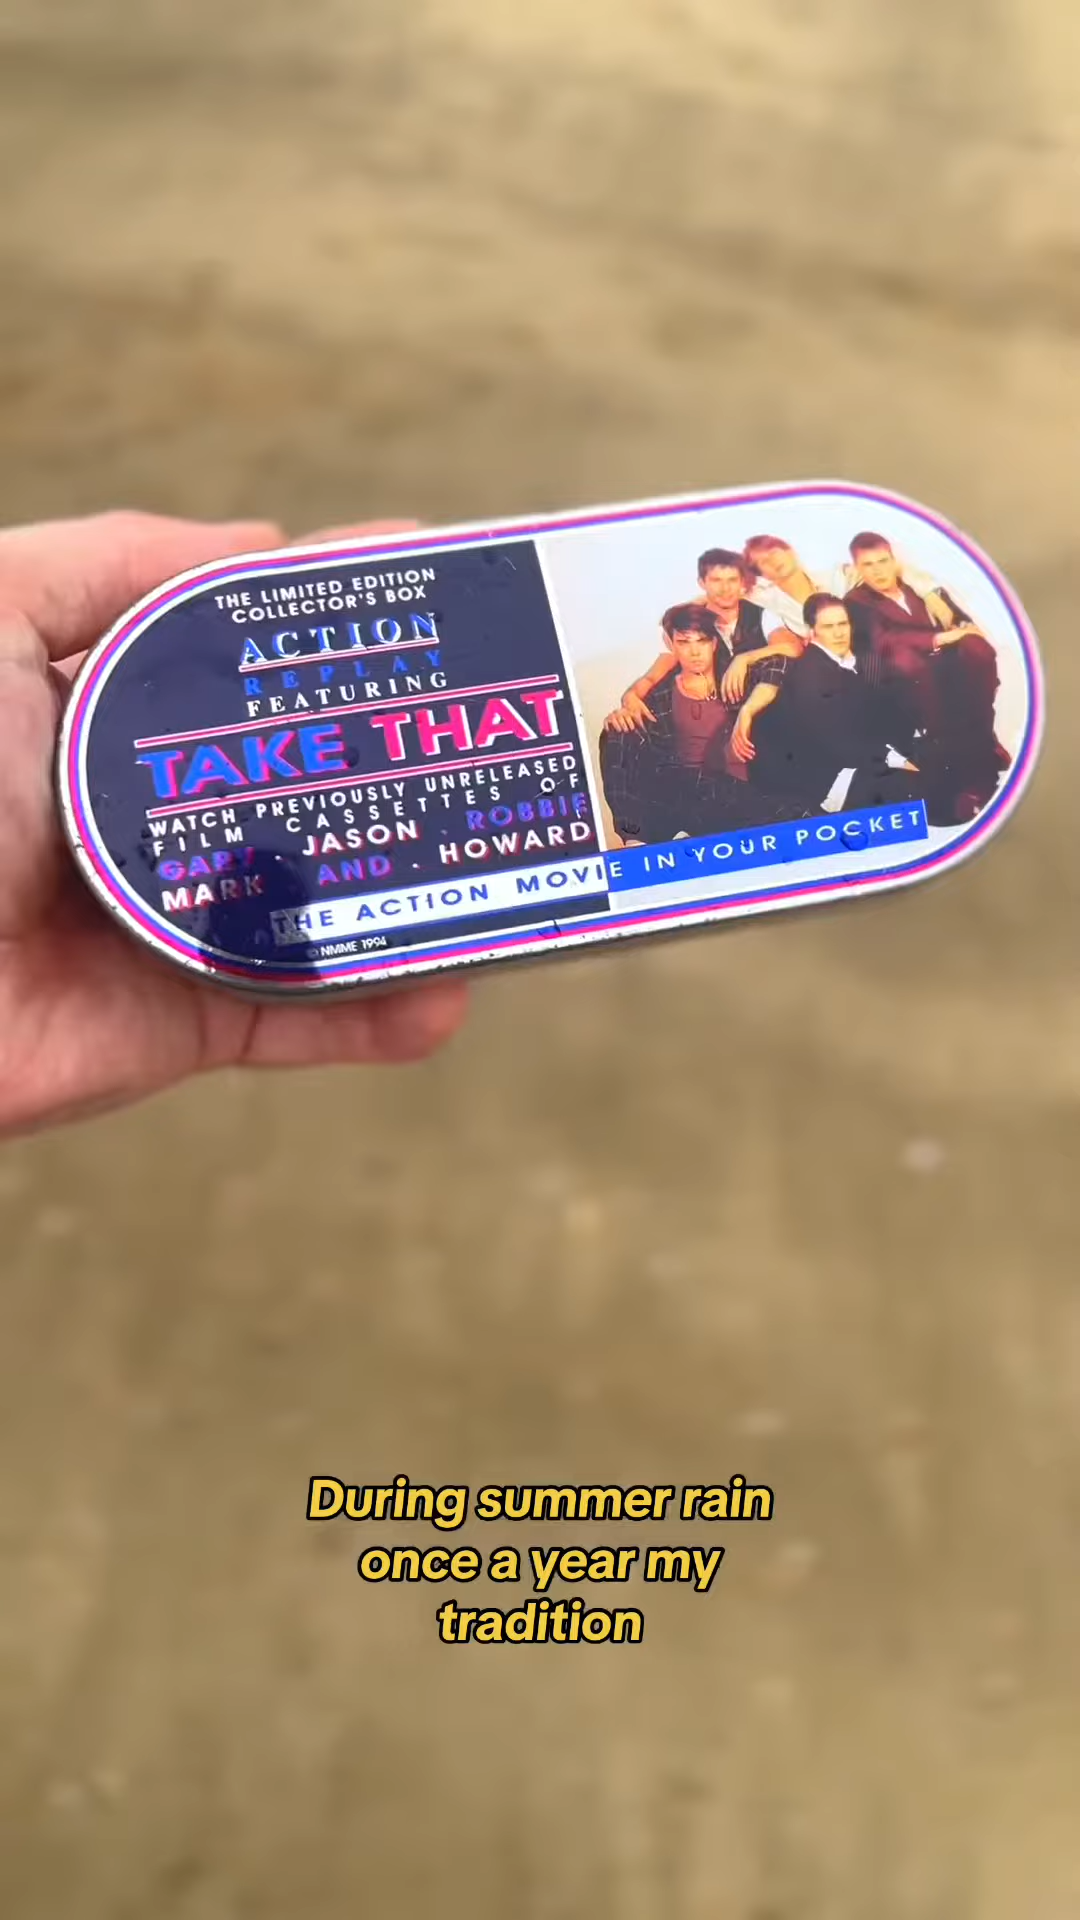 THE LIMITED EDITION
COLLECTOR'S BOX
ACTION
REPLAY
FEATURING
TAKE THAT
WATCH PREVIOUSLY UNRELEASED
FILM CASSETTES OF
GARY · JASON · ROBBIE
MARK AND · HOWARD
THE ACTION MOVIE IN YOUR POCKET
© NMME 1994
During summer rain
once a year my
tradition